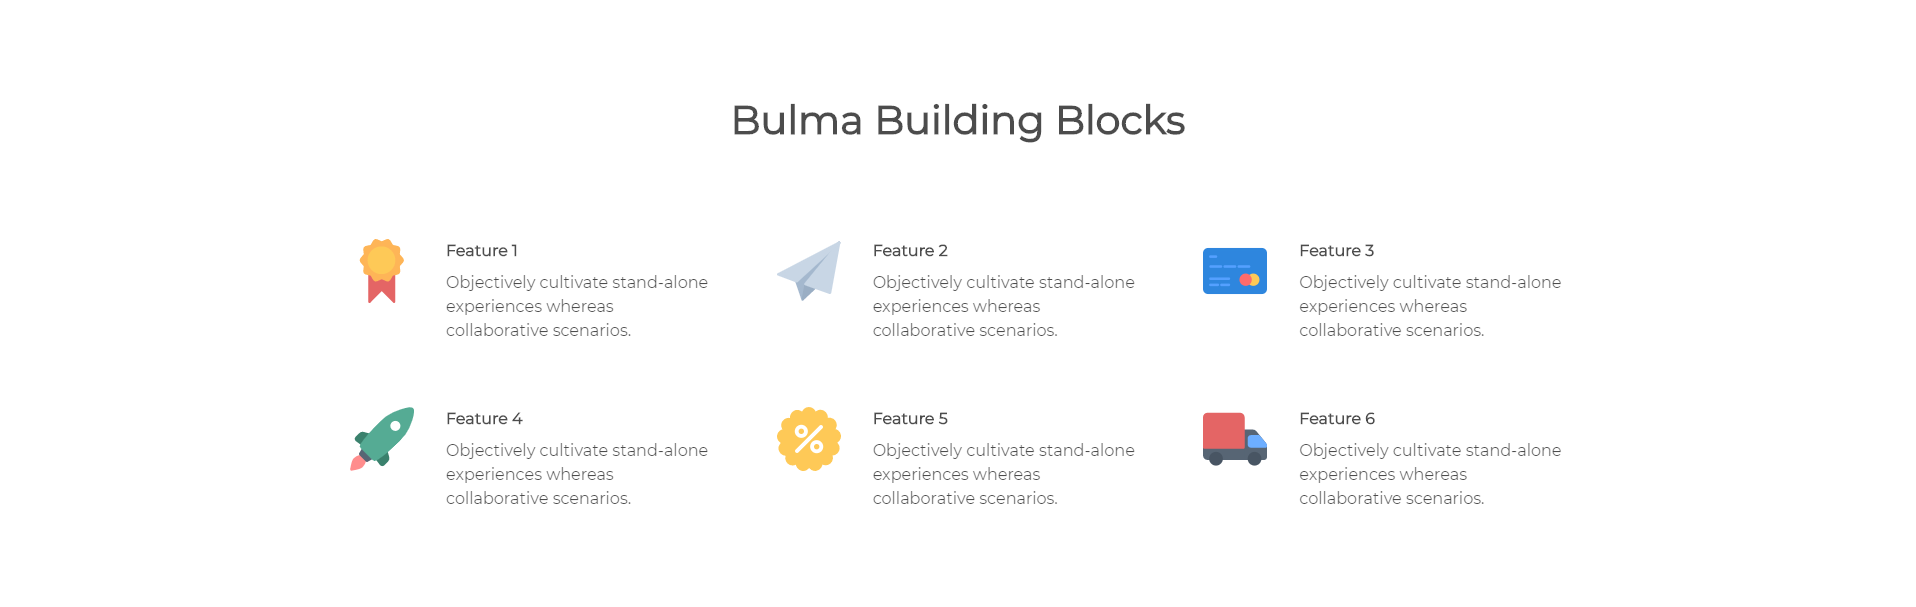 Bulma Building Blocks
Feature 1
Objectively cultivate stand-alone
experiences whereas
collaborative scenarios.
Feature 2
Objectively cultivate stand-alone
experiences whereas
collaborative scenarios.
Feature 3
Objectively cultivate stand-alone
experiences whereas
collaborative scenarios.
Feature 4
Objectively cultivate stand-alone
experiences whereas
collaborative scenarios.
Feature 5
Objectively cultivate stand-alone
experiences whereas
collaborative scenarios.
Feature 6
Objectively cultivate stand-alone
experiences whereas
collaborative scenarios.